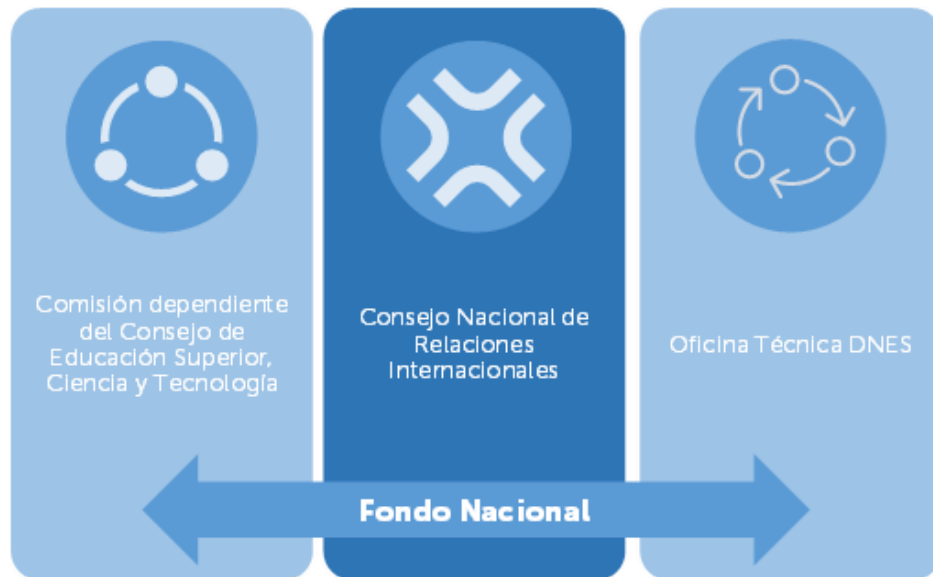 Comisión dependiente
del Consejo de
Educación Superior,
Ciencia y Tecnología
Consejo Nacional de
Relaciones
Internacionales
Oficina Técnica DNES
Fondo Nacional